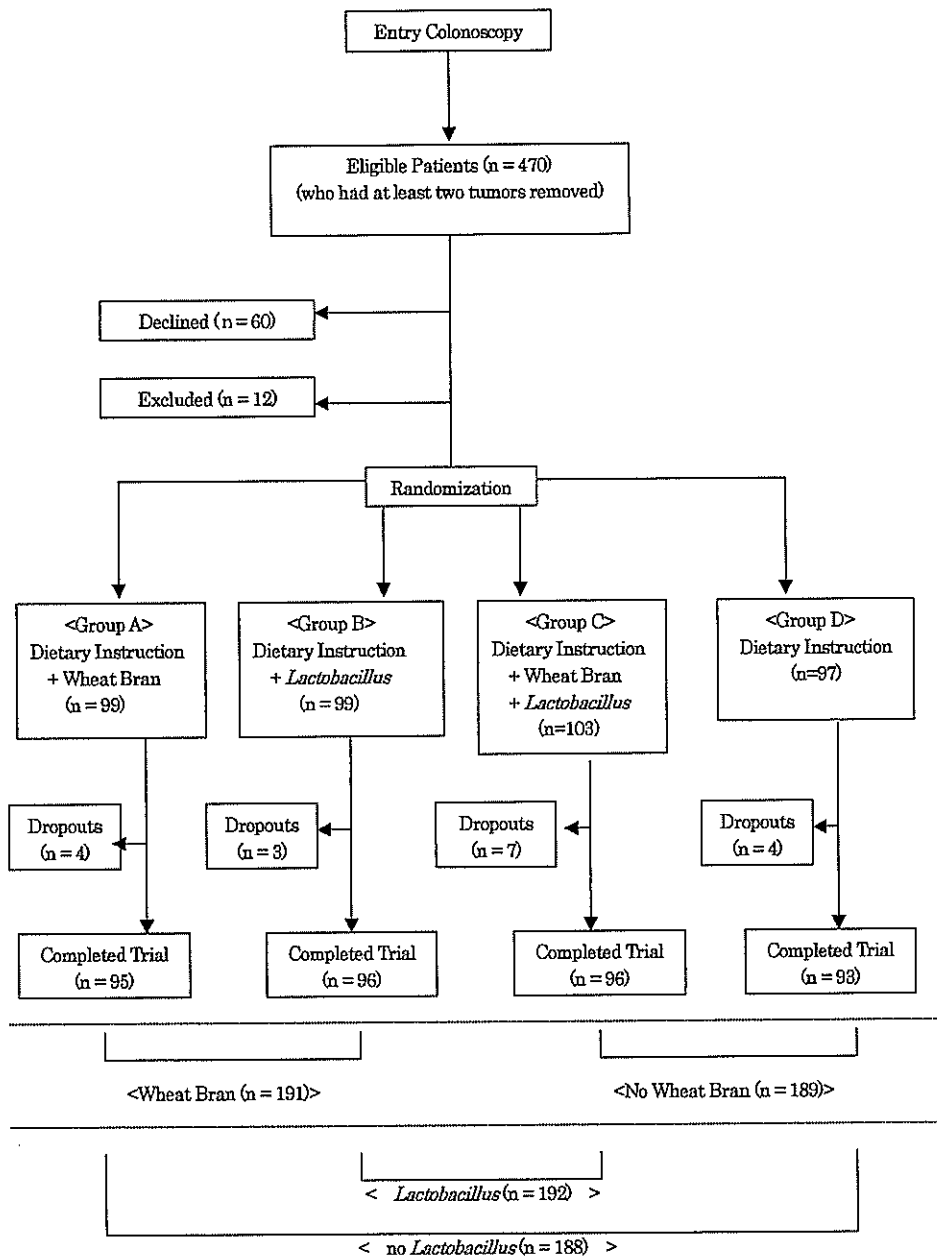 Entry Colonoscopy
Eligible Patients (n = 470)
(who had at least two tumors removed)
Declined (n = 60)
Excluded (n = 12)
Randomization
<Group A>
Dietary Instruction
+ Wheat Bran
(n = 99)
<Group B>
Dietary Instruction
+ Lactobacillus
(n = 99)
<Group C>
Dietary Instruction
+ Wheat Bran
+ Lactobacillus
(n=103)
<Group D>
Dietary Instruction
(n=97)
Dropouts
(n = 4)
Dropouts
(n = 3)
Dropouts
(n = 7)
Dropouts
(n = 4)
Completed Trial
(n = 95)
Completed Trial
(n = 96)
Completed Trial
(n = 96)
Completed Trial
(n = 93)
<Wheat Bran (n = 191)>
<No Wheat Bran (n = 189)>
< Lactobacillus (n = 192) >
< no Lactobacillus (n = 188) >